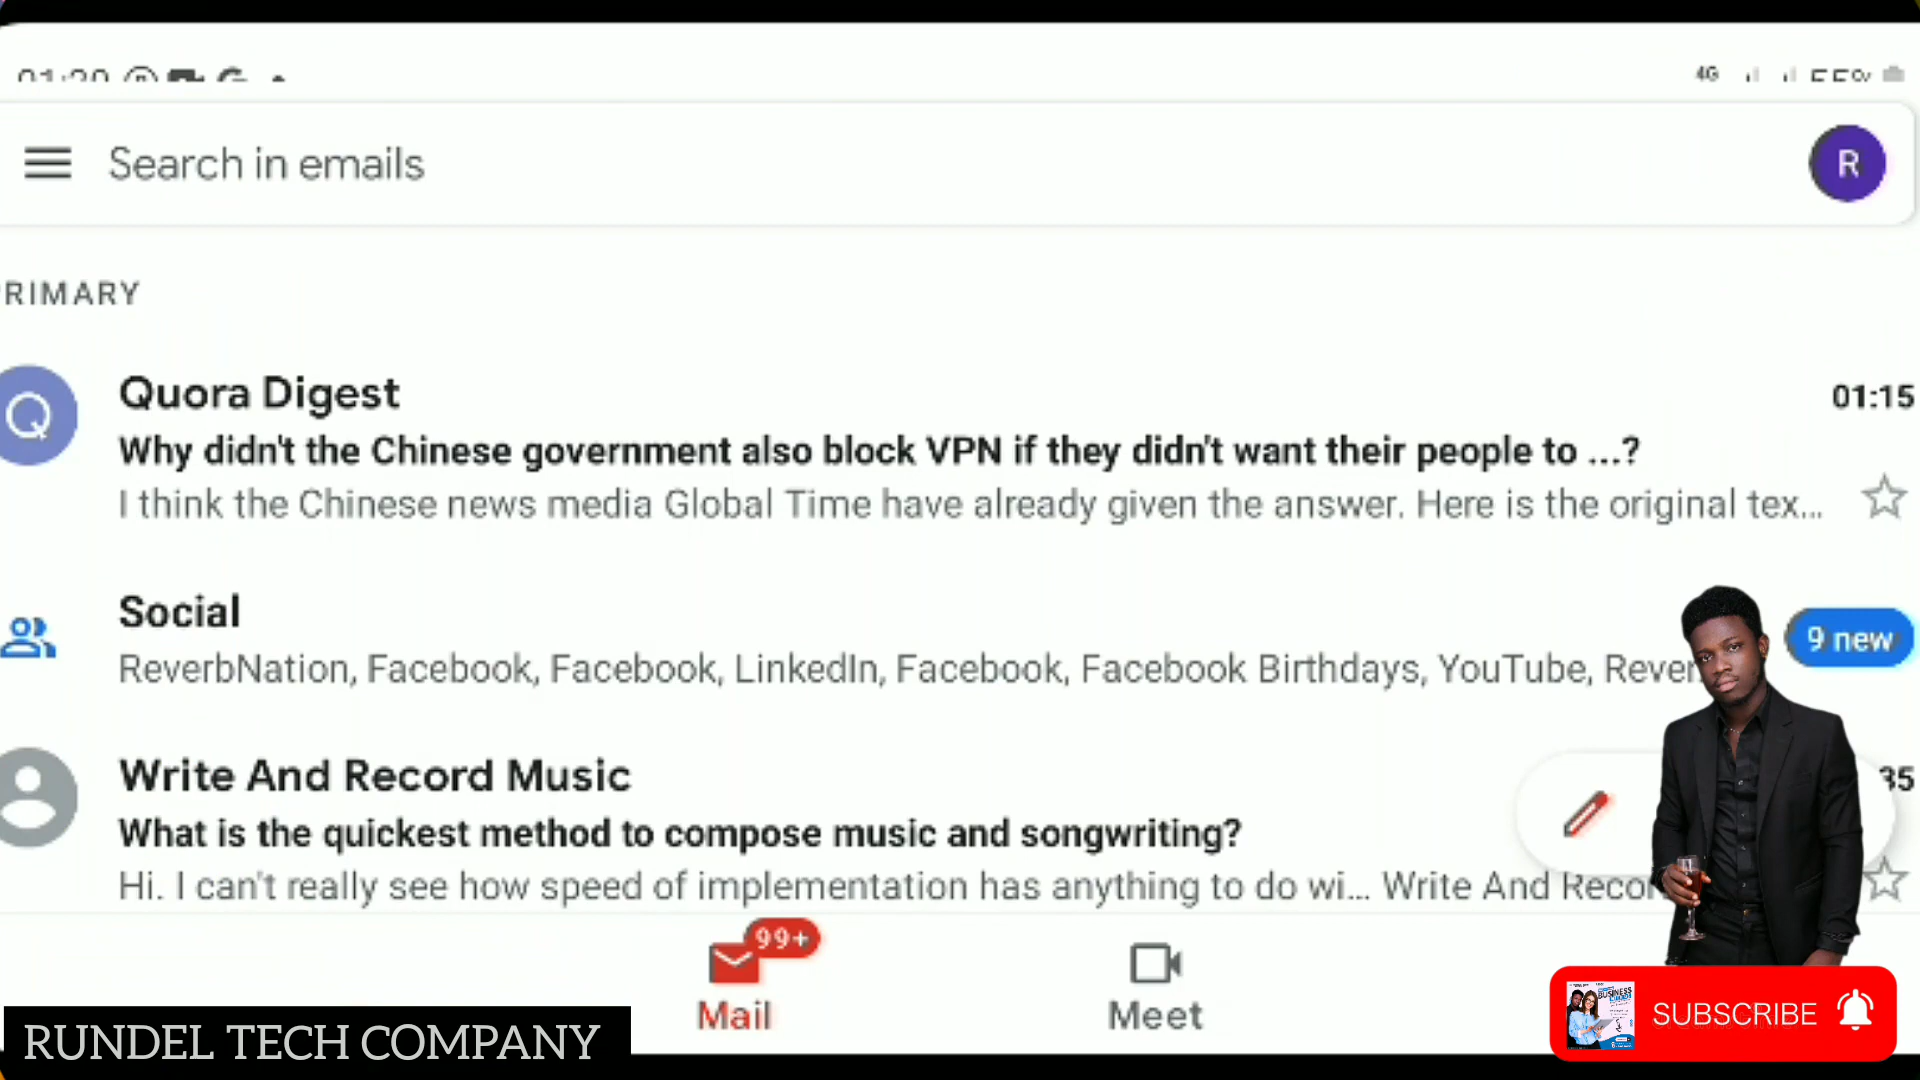 4G
Search in emails
R
RIMARY
Q
Quora Digest
01:15
Why didn't the Chinese government also block VPN if they didn't want their people to ...?
I think the Chinese news media Global Time have already given the answer. Here is the original tex...
Social
9 new
ReverbNation, Facebook, Facebook, LinkedIn, Facebook, Facebook Birthdays, YouTube, Rever
Write And Record Music
35
What is the quickest method to compose music and songwriting?
Hi. I can't really see how speed of implementation has anything to do wi... Write And Recor
99+
Mail
Meet
BUSINESS
SUBSCRIBE
RUNDEL TECH COMPANY